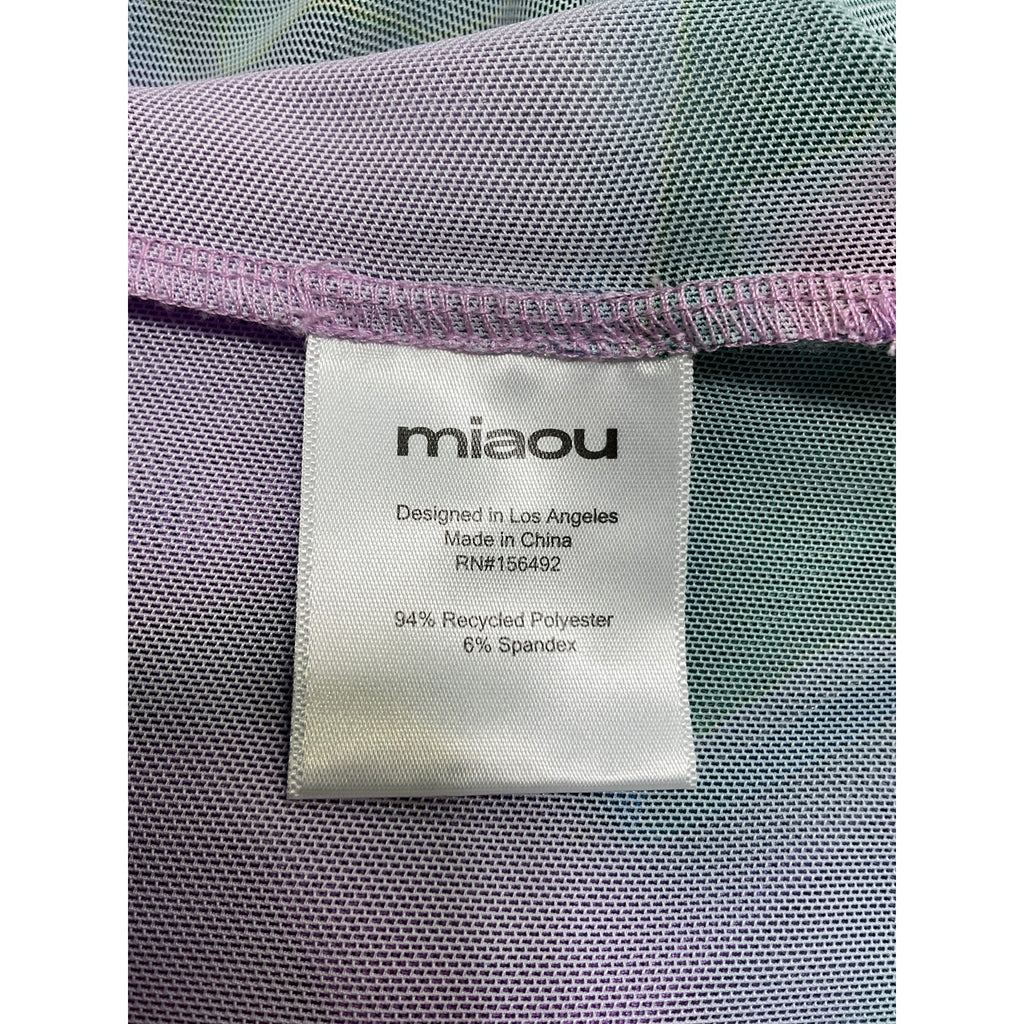 miaou
Designed in Los Angeles
Made in China
RN#156492
94% Recycled Polyester
6% Spandex